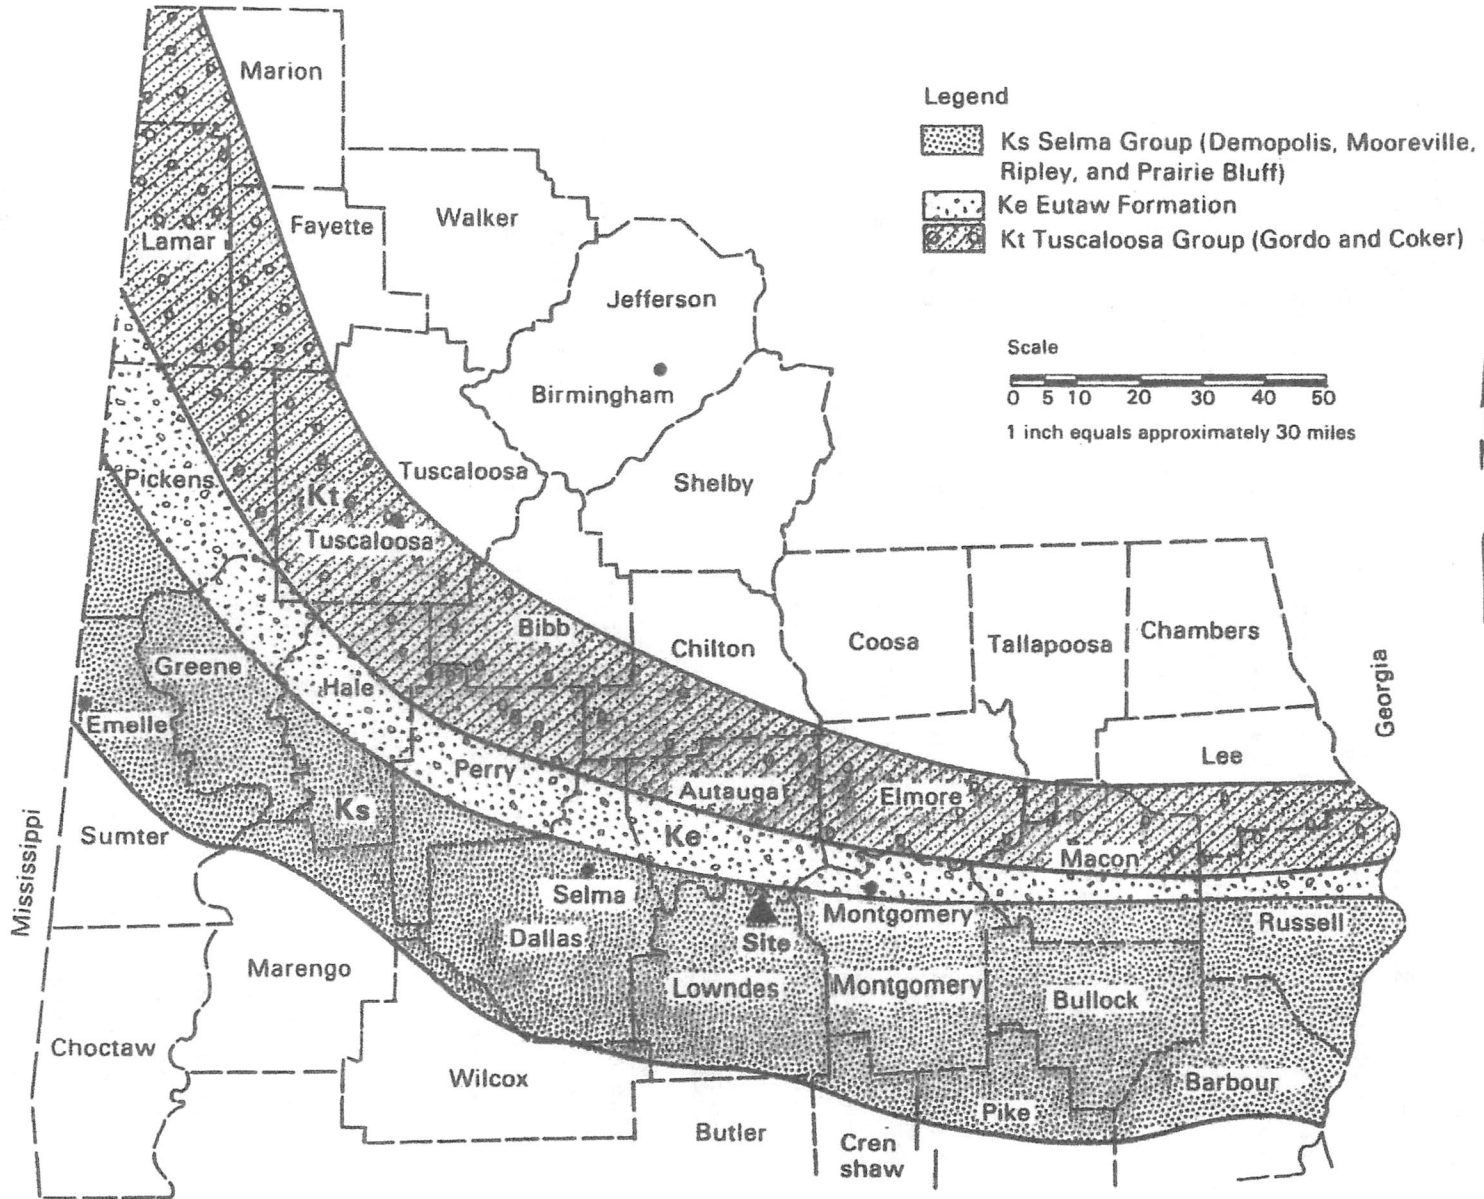 Marion
Legend
Ks Selma Group (Demopolis, Mooreville,
Ripley, and Prairie Bluff)
Ke Eutaw Formation
Kt Tuscaloosa Group (Gordo and Coker)
Walker
Fayette
Lamar
Jefferson
Scale
0 5 10 20 30 40 50
1 inch equals approximately 30 miles
Birmingham
Tuscaloosa
Pickens
Shelby
Kt
Tuscaloosa
Bibb
Chilton
Coosa
Tallapoosa
Chambers
Greene
Hale
Georgia
Emelle
Lee
Perry
Autauga
Elmore
Ks
Ke
Sumter
Macon
Mississippi
Selma
Montgomery
Russell
Dallas
Site
Marengo
Lowndes
Montgomery
Bullock
Choctaw
Wilcox
Barbour
Pike
Butler
Cren
shaw